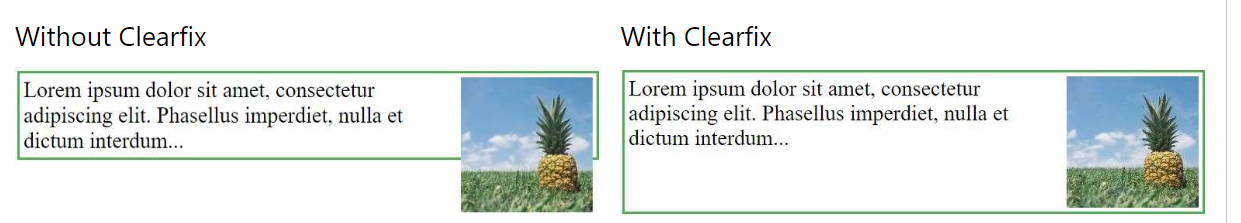 Without Clearfix
Lorem ipsum dolor sit amet, consectetur
adipiscing elit. Phasellus imperdiet, nulla et
dictum interdum...
With Clearfix
Lorem ipsum dolor sit amet, consectetur
adipiscing elit. Phasellus imperdiet, nulla et
dictum interdum...